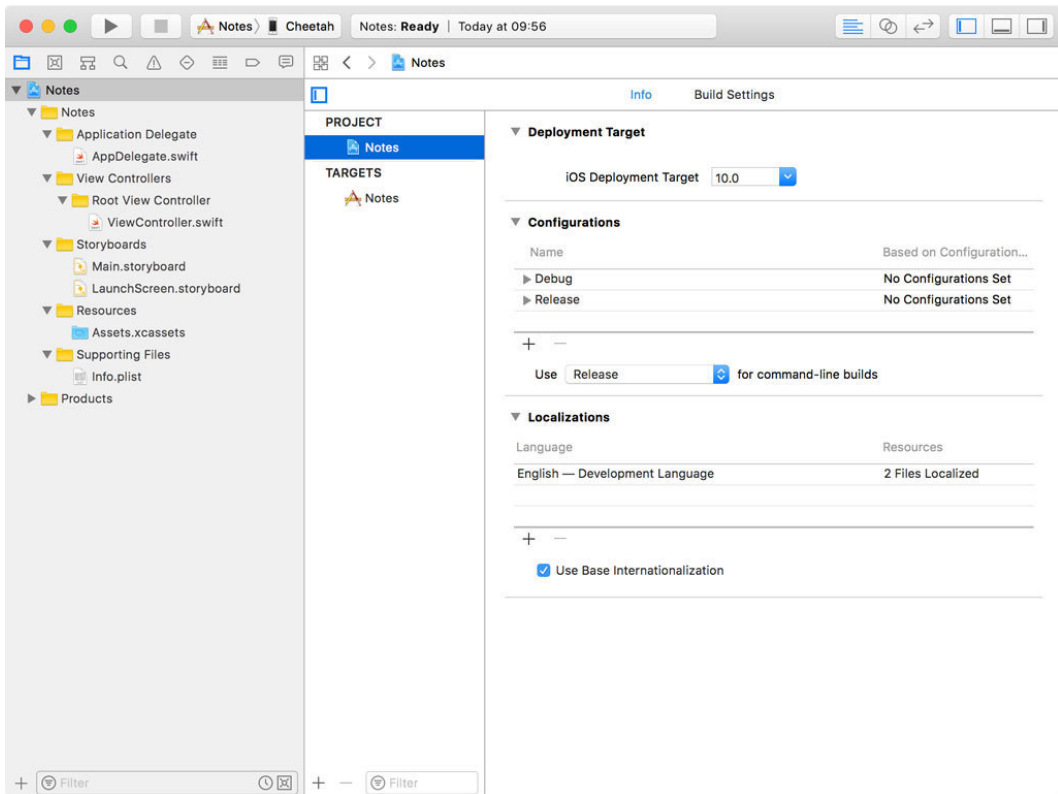 Notes Cheetah Notes: Ready | Today at 09:56
Notes
Notes
Notes
Application Delegate
AppDelegate.swift
View Controllers
Root View Controller
ViewController.swift
Storyboards
Main.storyboard
LaunchScreen.storyboard
Resources
Assets.xcassets
Supporting Files
Info.plist
Products
Filter
PROJECT
Notes
TARGETS
Notes
Filter
Info Build Settings
Deployment Target
iOS Deployment Target 10.0
Configurations
Name Based on Configuration...
Debug No Configurations Set
Release No Configurations Set
Use Release for command-line builds
Localizations
Language Resources
English — Development Language 2 Files Localized
Use Base Internationalization